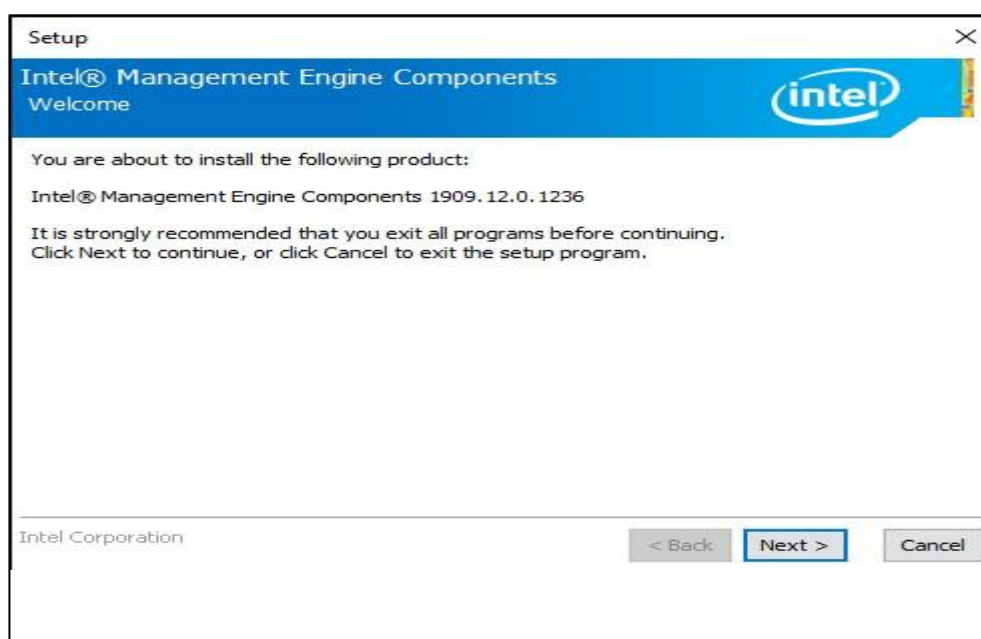 Setup
Intel® Management Engine Components
Welcome
intel
You are about to install the following product:
Intel® Management Engine Components 1909.12.0.1236
It is strongly recommended that you exit all programs before continuing.
Click Next to continue, or click Cancel to exit the setup program.
Intel Corporation
< Back Next > Cancel